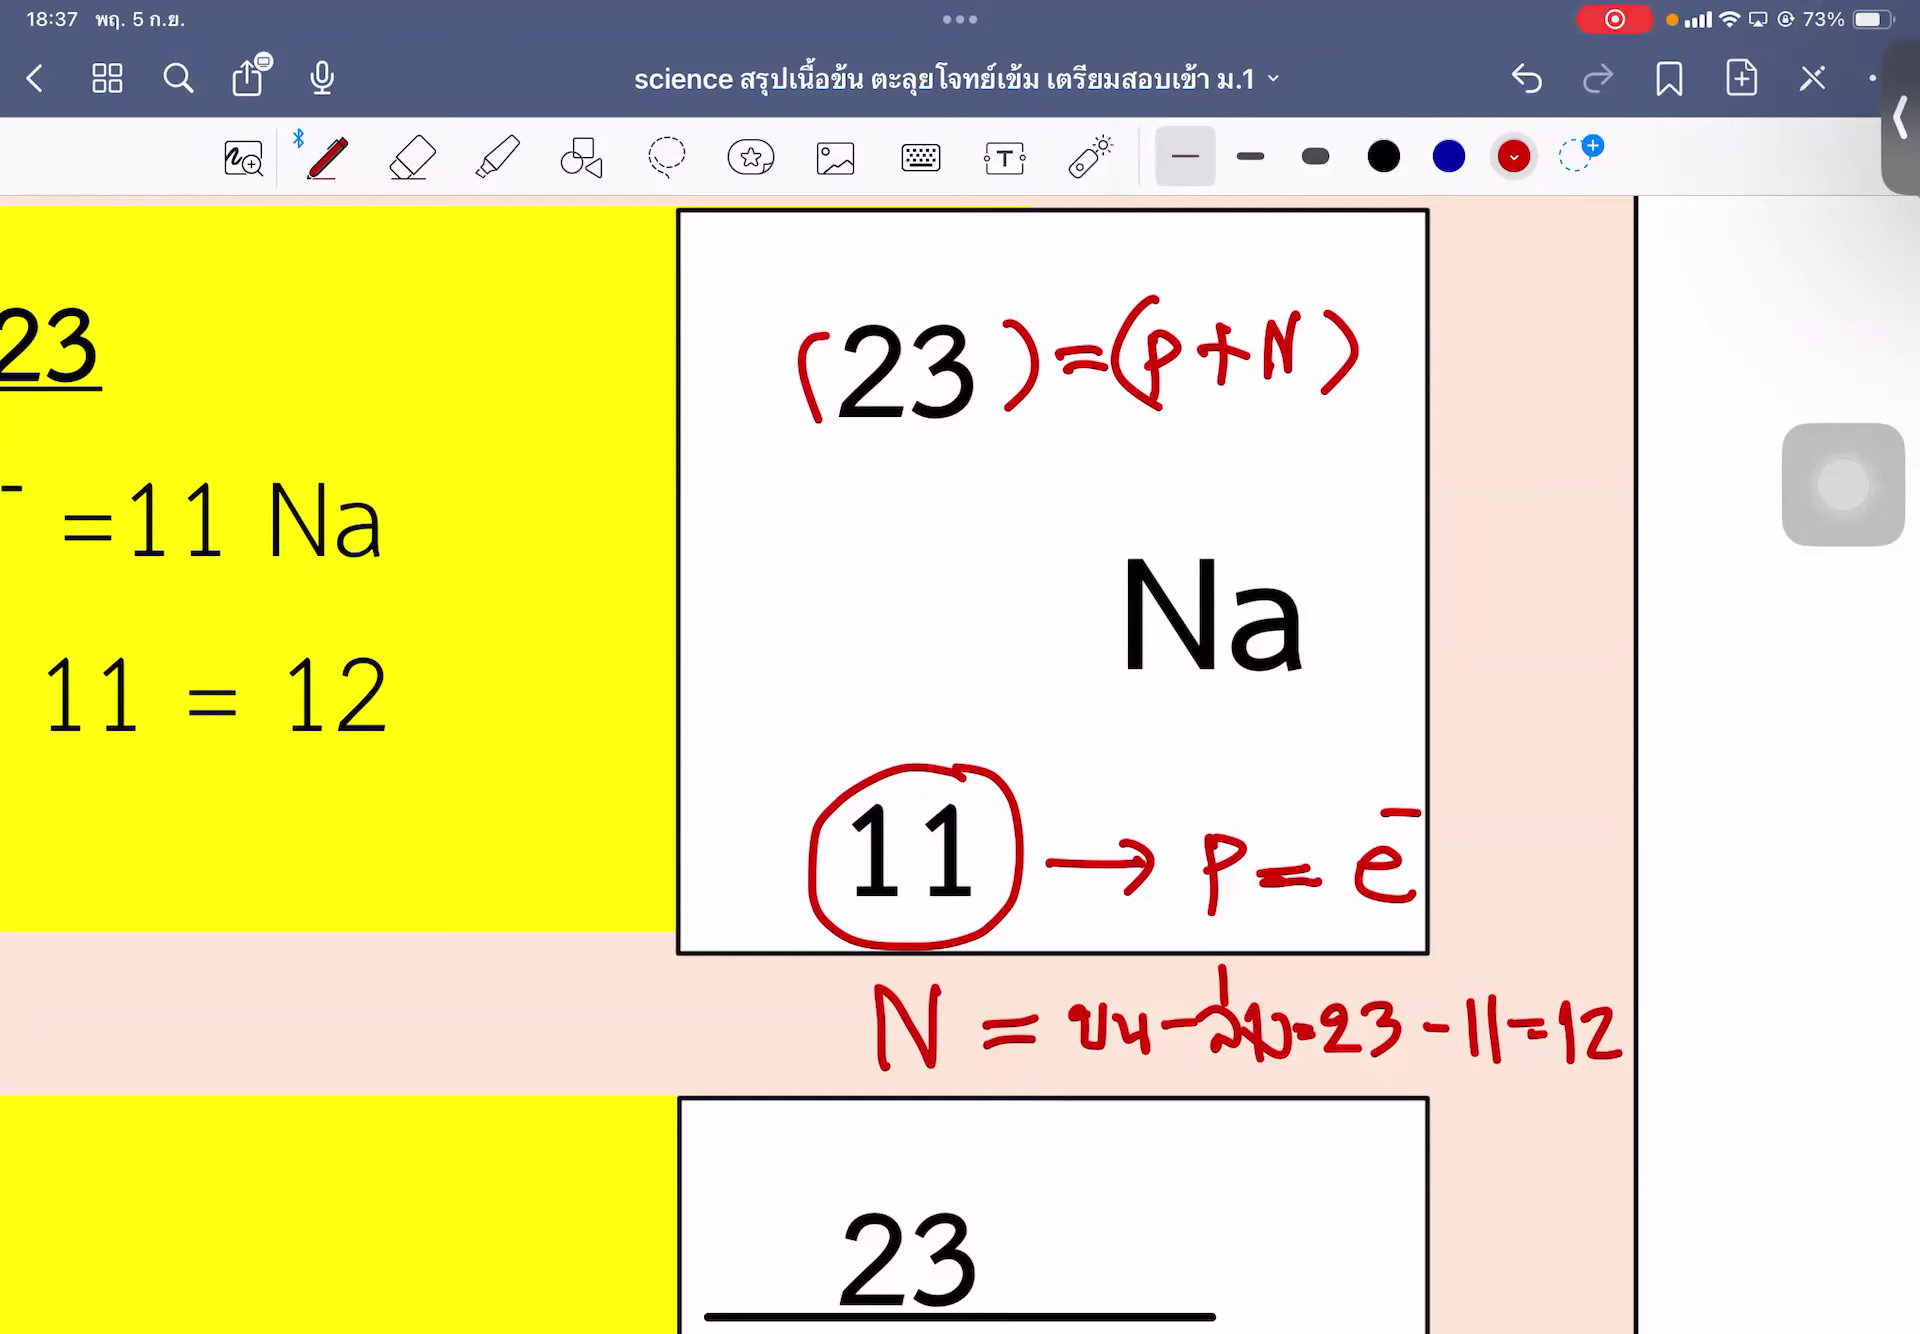 18:37 พฤ. 5 ก.ย.
73%
science สรุปเนื้อข้น ตะลุยโจทย์เข้ม เตรียมสอบเข้า ม.1
T
23
- =11 Na
11 = 12
(23) = (p + N)
Na
11 → p = e⁻
N = บน - ล่าง = 23 - 11 = 12
23